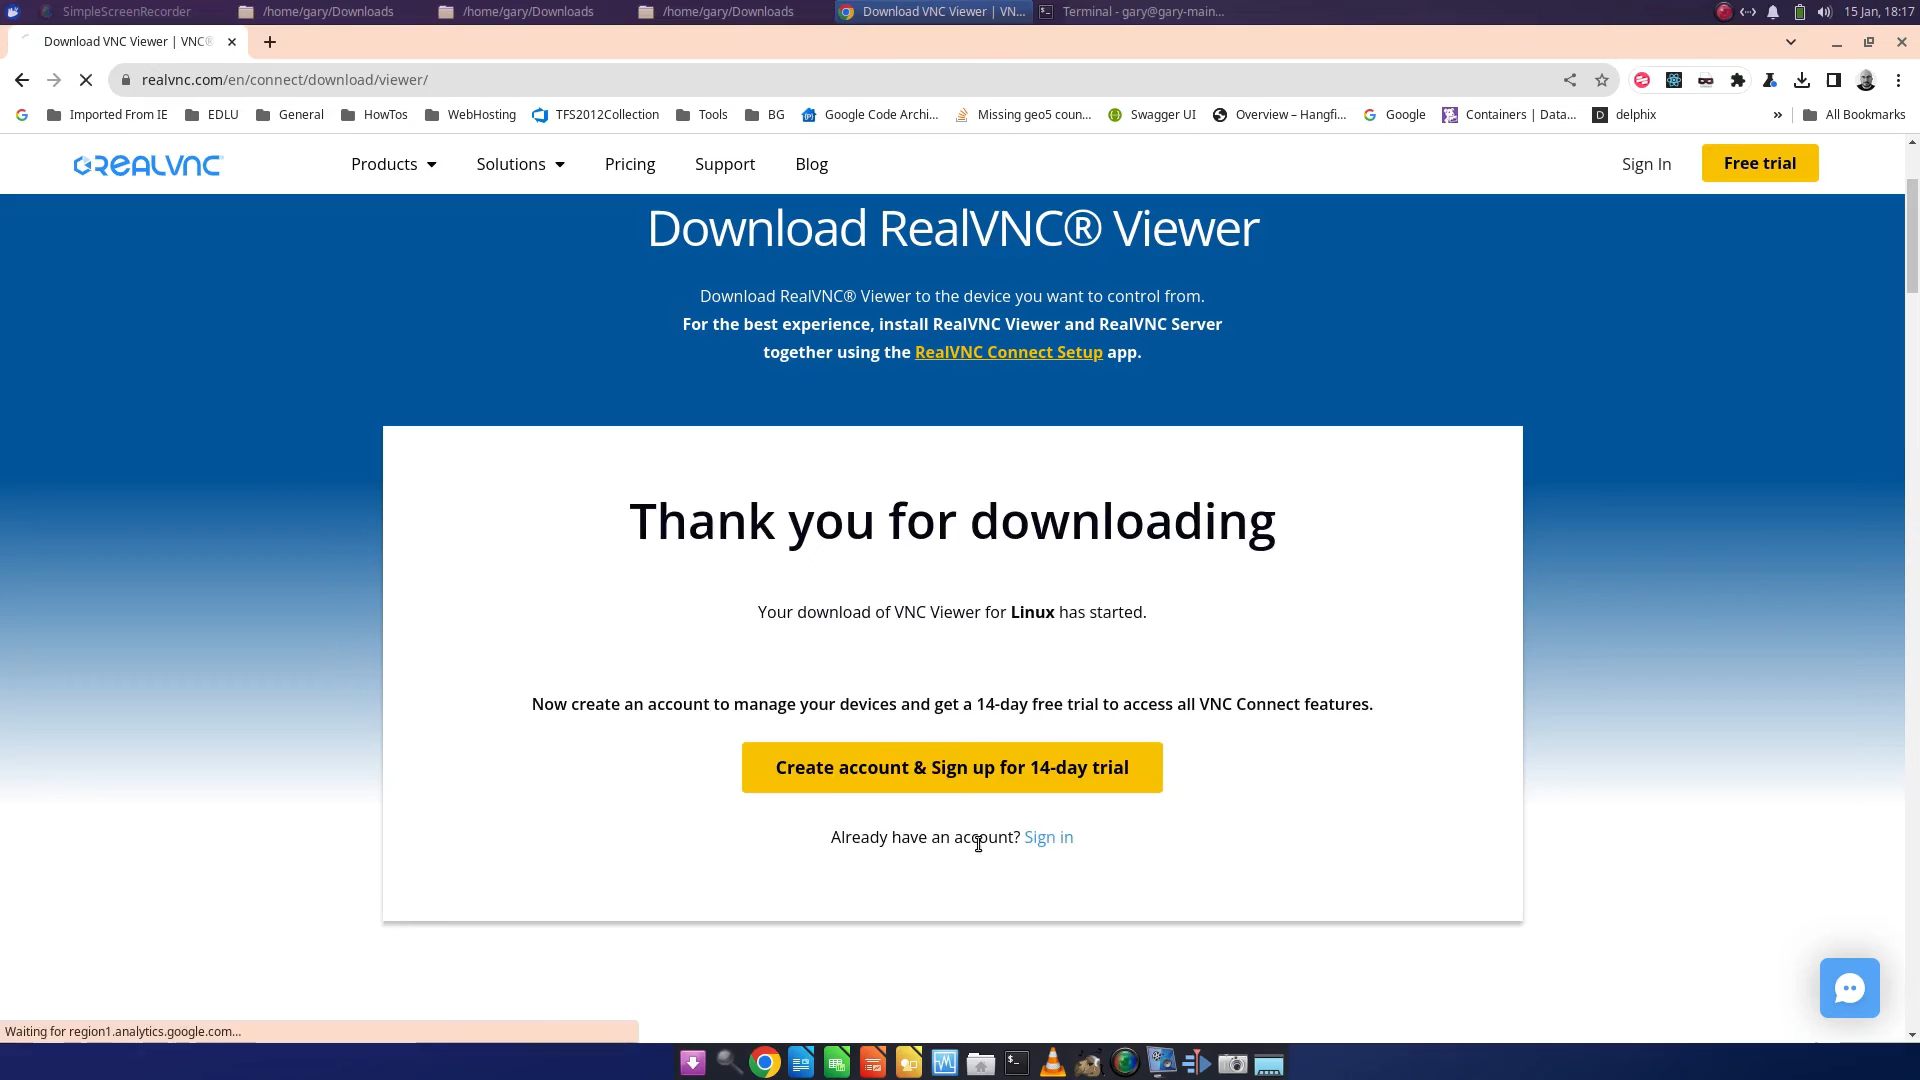 SimpleScreenRecorder
/home/gary/Downloads
/home/gary/Downloads
/home/gary/Downloads
Download VNC Viewer | VN...
Terminal - gary@gary-main...
15 Jan, 18:17
Download VNC Viewer | VNC®
realvnc.com/en/connect/download/viewer/
Imported From IE
EDLU
General
HowTos
WebHosting
TFS2012Collection
Tools
BG
Google Code Archi...
Missing geo5 coun...
Swagger UI
Overview – Hangfi...
Google
Containers | Data...
delphix
»
All Bookmarks
REALVNC
Products
Solutions
Pricing
Support
Blog
Sign In
Free trial
Download RealVNC® Viewer
Download RealVNC® Viewer to the device you want to control from.
For the best experience, install RealVNC Viewer and RealVNC Server
together using the RealVNC Connect Setup app.
Thank you for downloading
Your download of VNC Viewer for Linux has started.
Now create an account to manage your devices and get a 14-day free trial to access all VNC Connect features.
Create account & Sign up for 14-day trial
Already have an account? Sign in
Waiting for region1.analytics.google.com...